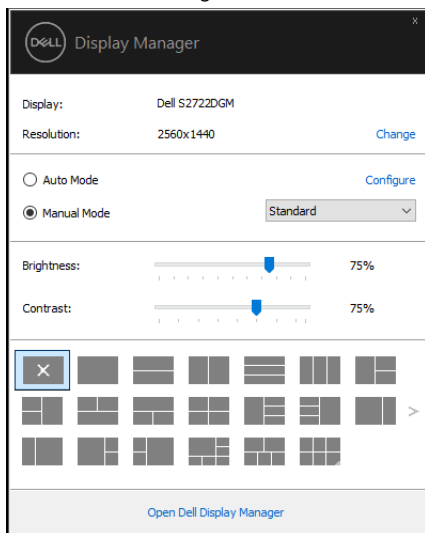 x
DELL Display Manager
Display: Dell S2722DGM
Resolution: 2560x1440 Change
Auto Mode Configure
Manual Mode Standard
Brightness: 75%
Contrast: 75%
Open Dell Display Manager